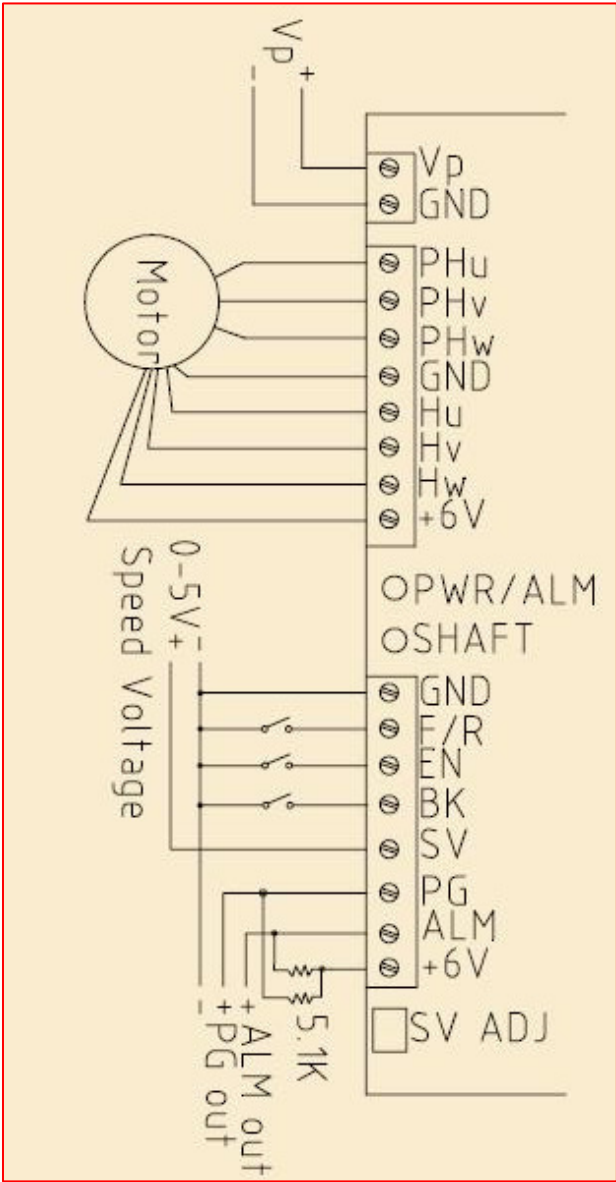 Vp
+
-
Vp
GND
Motor
PHu
PHv
PHw
GND
Hu
Hv
Hw
+6V
PWR/ALM
SHAFT
Speed Voltage
0-5V
+
-
GND
F/R
EN
BK
SV
PG
ALM
+6V
5.1K
SV ADJ
-
+
PG out
+
ALM out